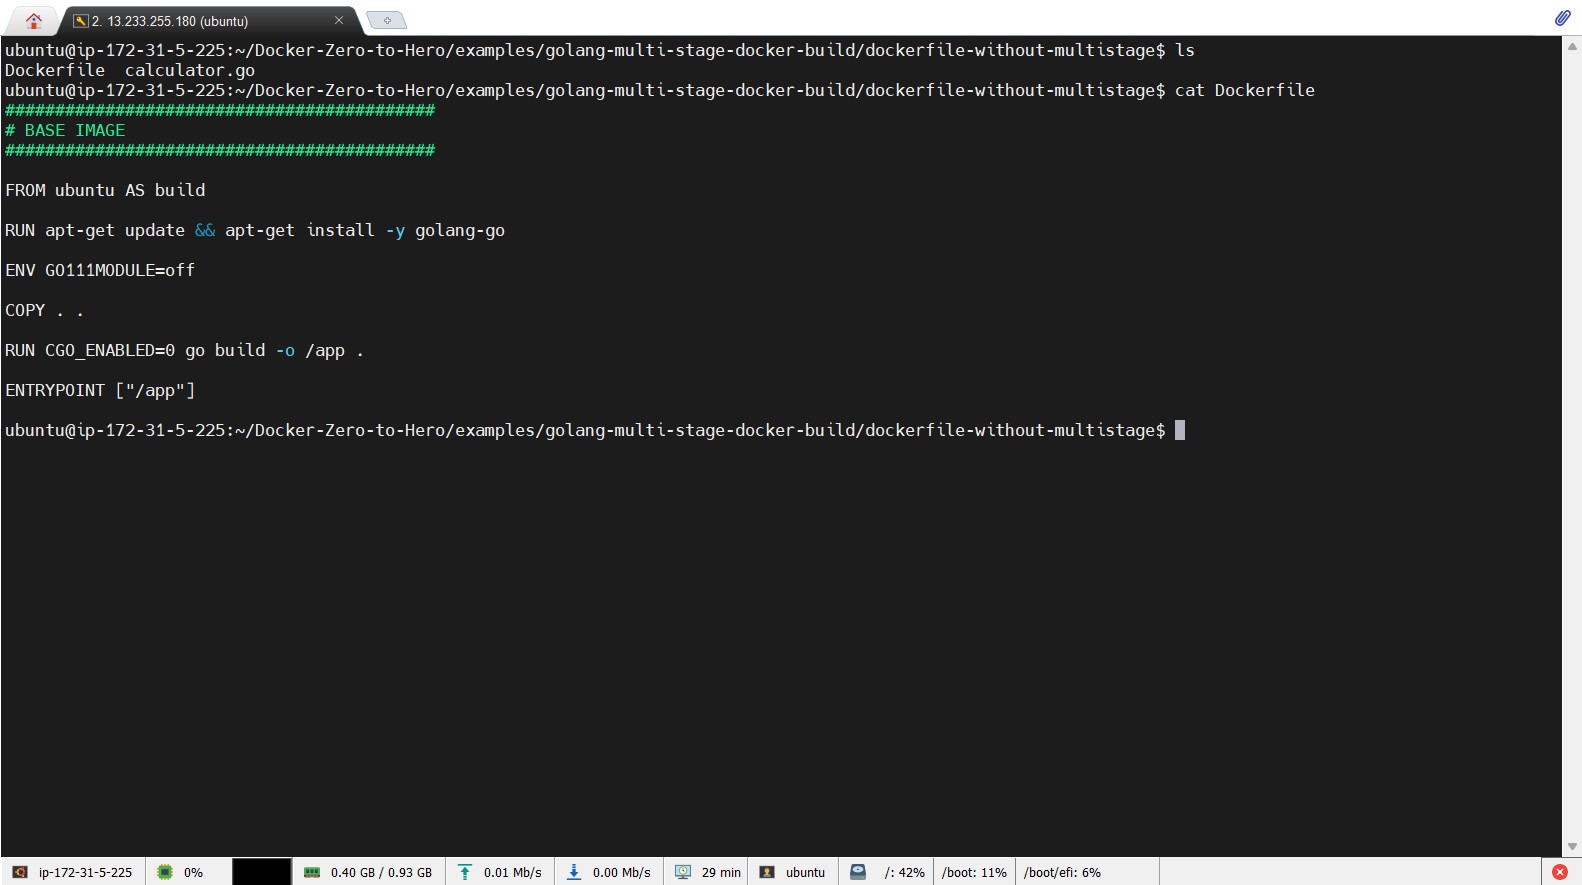 2. 13.233.255.180 (ubuntu)
ubuntu@ip-172-31-5-225:~/Docker-Zero-to-Hero/examples/golang-multi-stage-docker-build/dockerfile-without-multistage$ ls
Dockerfile  calculator.go
ubuntu@ip-172-31-5-225:~/Docker-Zero-to-Hero/examples/golang-multi-stage-docker-build/dockerfile-without-multistage$ cat Dockerfile
###########################################
# BASE IMAGE
###########################################
FROM ubuntu AS build
RUN apt-get update && apt-get install -y golang-go
ENV GO111MODULE=off
COPY . .
RUN CGO_ENABLED=0 go build -o /app .
ENTRYPOINT ["/app"]
ubuntu@ip-172-31-5-225:~/Docker-Zero-to-Hero/examples/golang-multi-stage-docker-build/dockerfile-without-multistage$
ip-172-31-5-225 0% 0.40 GB / 0.93 GB 0.01 Mb/s 0.00 Mb/s 29 min ubuntu /: 42% /boot: 11% /boot/efi: 6%